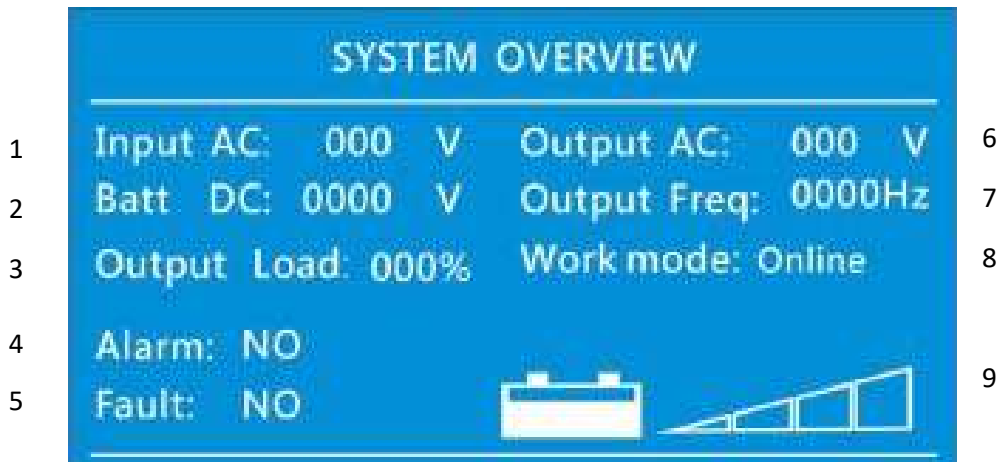 SYSTEM OVERVIEW
1 Input AC: 000 V Output AC: 000 V 6
2 Batt DC: 0000 V Output Freq: 0000Hz 7
3 Output Load: 000% Work mode: Online 8
4 Alarm: NO
9
5 Fault: NO